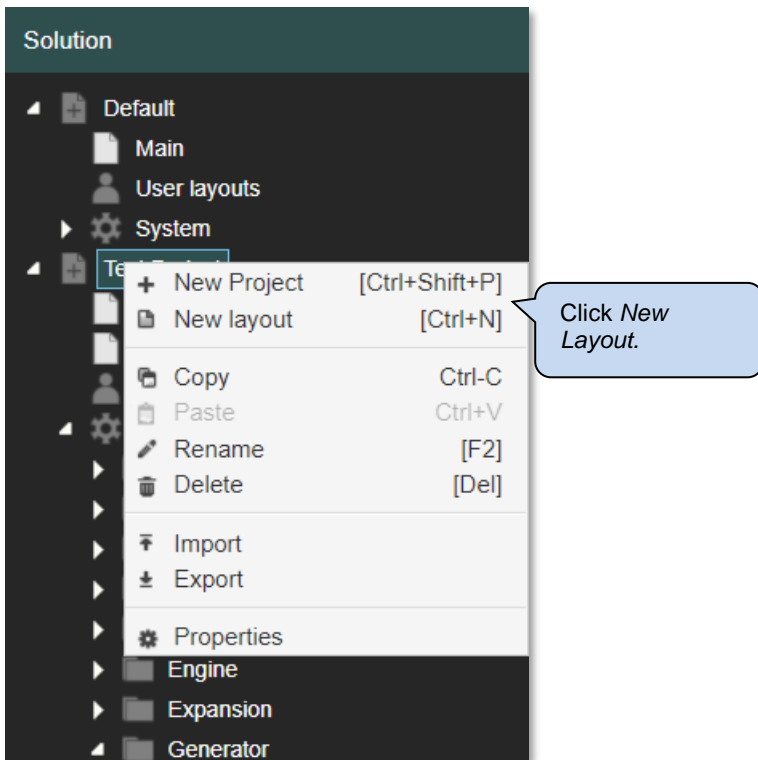 Solution
Default
Main
User layouts
System
New Project [Ctrl+Shift+P]
New layout [Ctrl+N]
Click New
Layout.
Copy Ctrl-C
Paste Ctrl+V
Rename [F2]
Delete [Del]
Import
Export
Properties
Engine
Expansion
Generator